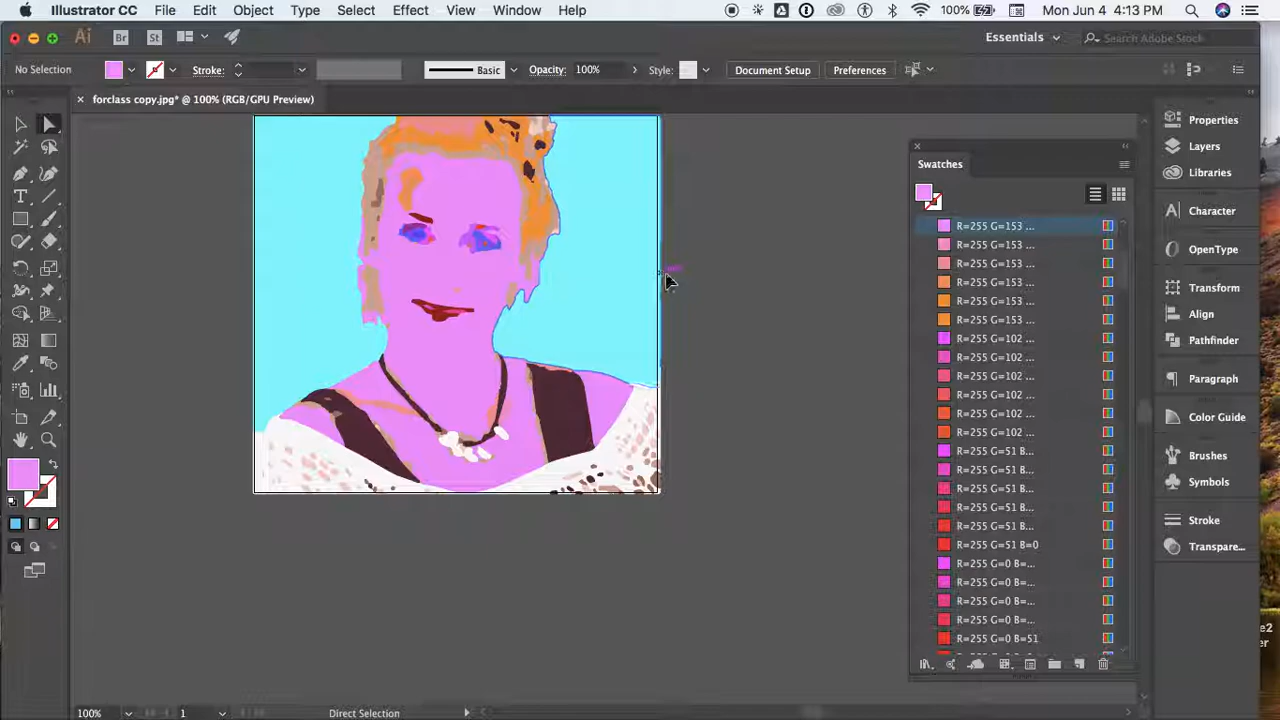 Illustrator CC File Edit Object Type Select Effect View Window Help 100% Mon Jun 4 4:13 PM
Ai Br St Essentials Search Adobe Stock
No Selection Stroke: Basic Opacity: 100% Style: Document Setup Preferences
× forclass copy.jpg* @ 100% (RGB/GPU Preview)
Properties
Swatches
Layers
Libraries
Character
OpenType
Transform
Align
Pathfinder
Paragraph
Color Guide
Brushes
Symbols
Stroke
Transpare...
R=255 G=153 ...
R=255 G=153 ...
R=255 G=153 ...
R=255 G=153 ...
R=255 G=153 ...
R=255 G=153 ...
R=255 G=102 ...
R=255 G=102 ...
R=255 G=102 ...
R=255 G=102 ...
R=255 G=102 ...
R=255 G=102 ...
R=255 G=51 B...
R=255 G=51 B...
R=255 G=51 B...
R=255 G=51 B...
R=255 G=51 B...
R=255 G=51 B=0
R=255 G=0 B=...
R=255 G=0 B=...
R=255 G=0 B=...
R=255 G=0 B=...
R=255 G=0 B=51
100% 1 Direct Selection